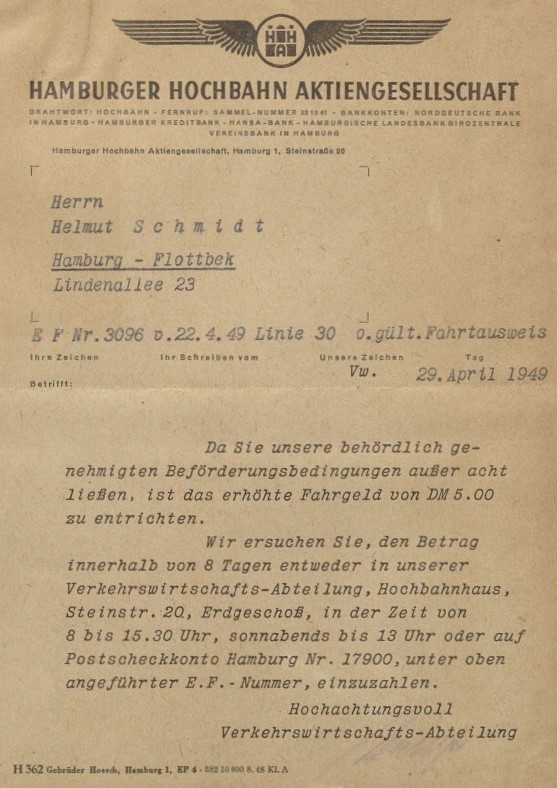 HHA
HAMBURGER HOCHBAHN AKTIENGESELLSCHAFT
DRAHTWORT: HOCHBAHN - FERNRUF: SAMMEL-NUMMER 321041 - BANKKONTEN: NORDDEUTSCHE BANK
IN HAMBURG - HAMBURGER KREDITBANK - HANSA-BANK - HAMBURGISCHE LANDESBANK GIROZENTRALE
VEREINSBANK IN HAMBURG
Hamburger Hochbahn Aktiengesellschaft, Hamburg 1, Steinstraße 20
Herrn
Helmut S c h m i d t
Hamburg - Flottbek
Lindenallee 23
E F Nr. 3096 v.22.4.49 Linie 30 o.gült.Fahrtausweis
Ihre Zeichen Ihr Schreiben vom Unsere Zeichen Tag
Vw. 29.April 1949
Betrifft:
Da Sie unsere behördlich ge-
nehmigten Beförderungsbedingungen außer acht
ließen, ist das erhöhte Fahrgeld von DM 5.00
zu entrichten.
Wir ersuchen Sie, den Betrag
innerhalb von 8 Tagen entweder in unserer
Verkehrswirtschafts-Abteilung, Hochbahnhaus,
Steinstr. 20, Erdgeschoß, in der Zeit von
8 bis 15.30 Uhr, sonnabends bis 13 Uhr oder auf
Postscheckkonto Hamburg Nr. 17900, unter oben
angeführter E.F.- Nummer, einzuzahlen.
Hochachtungsvoll
Verkehrswirtschafts-Abteilung
H 362 Gebrüder Hoesch, Hamburg 1, EP 4 - 382 10 600 8. 48 KL A